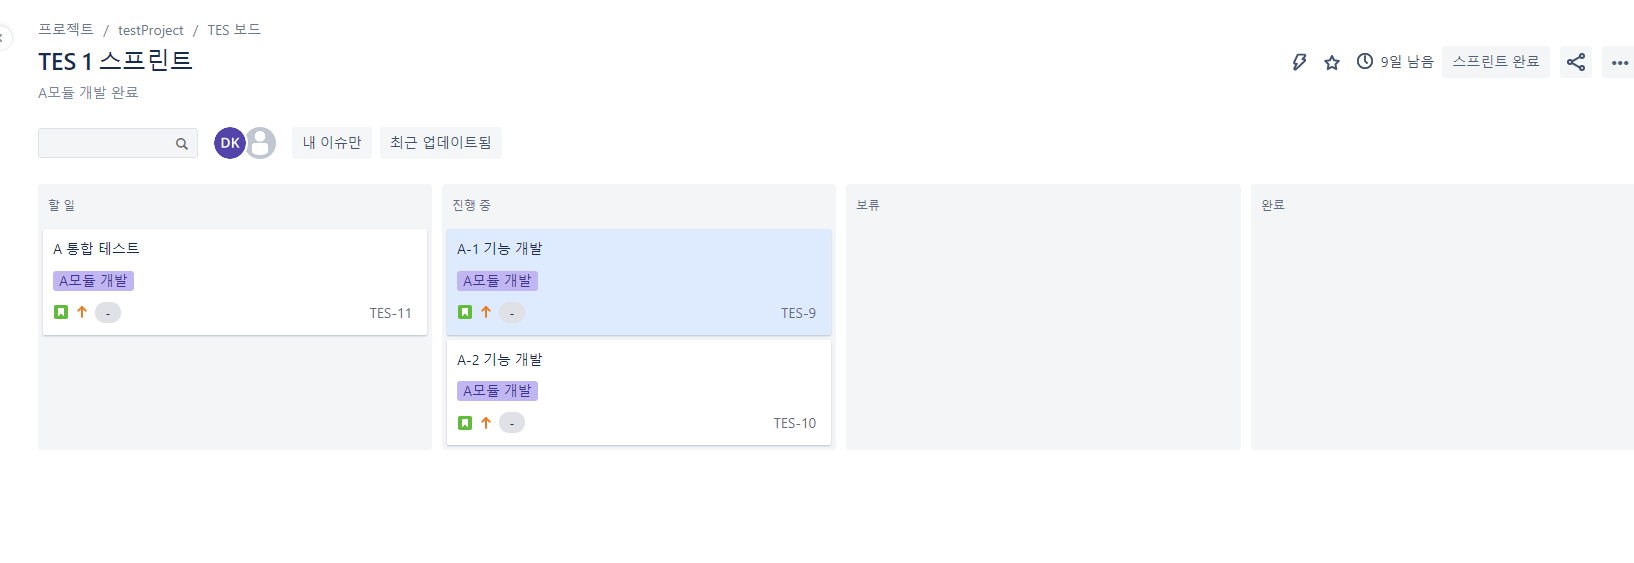 프로젝트 / testProject / TES 보드
TES 1 스프린트
9일 남음 스프린트 완료
A모듈 개발 완료
DK 내 이슈만 최근 업데이트됨
할 일
A 통합 테스트
A모듈 개발
- TES-11
진행 중
A-1 기능 개발
A모듈 개발
- TES-9
A-2 기능 개발
A모듈 개발
- TES-10
보류
완료